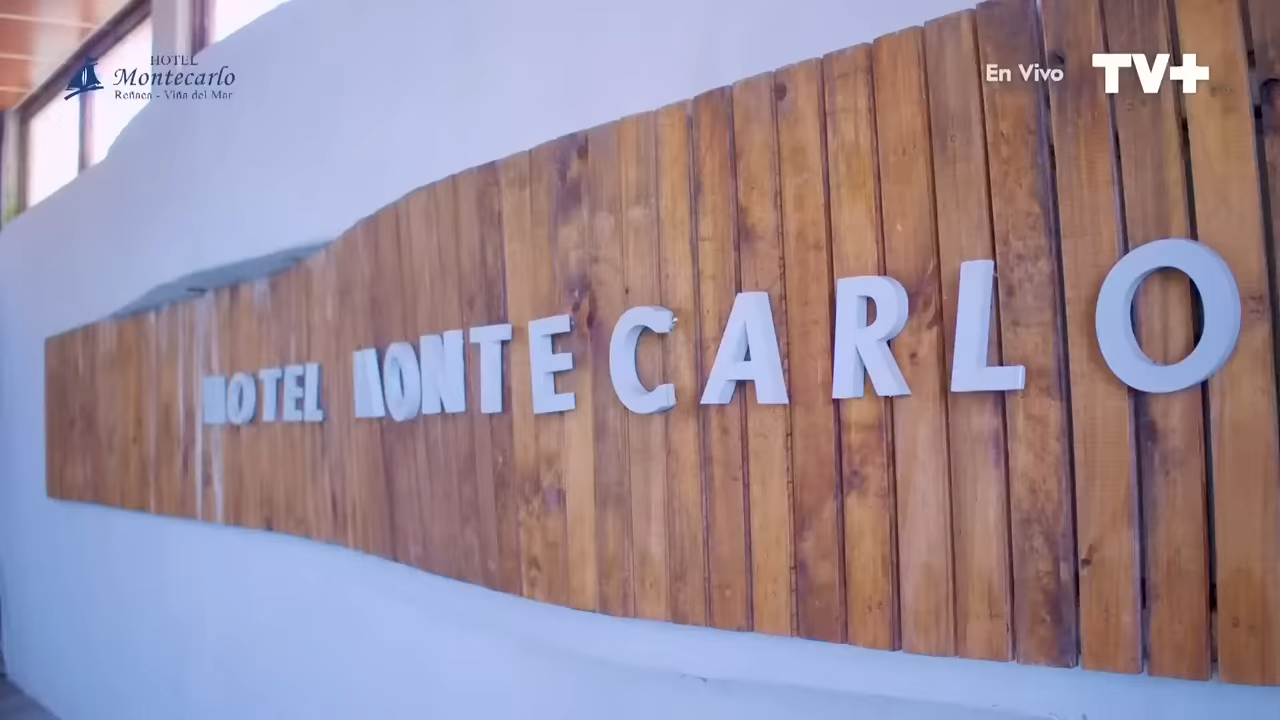 HOTEL
Montecarlo
Reñaca - Viña del Mar
En Vivo TV+
HOTEL MONTECARLO